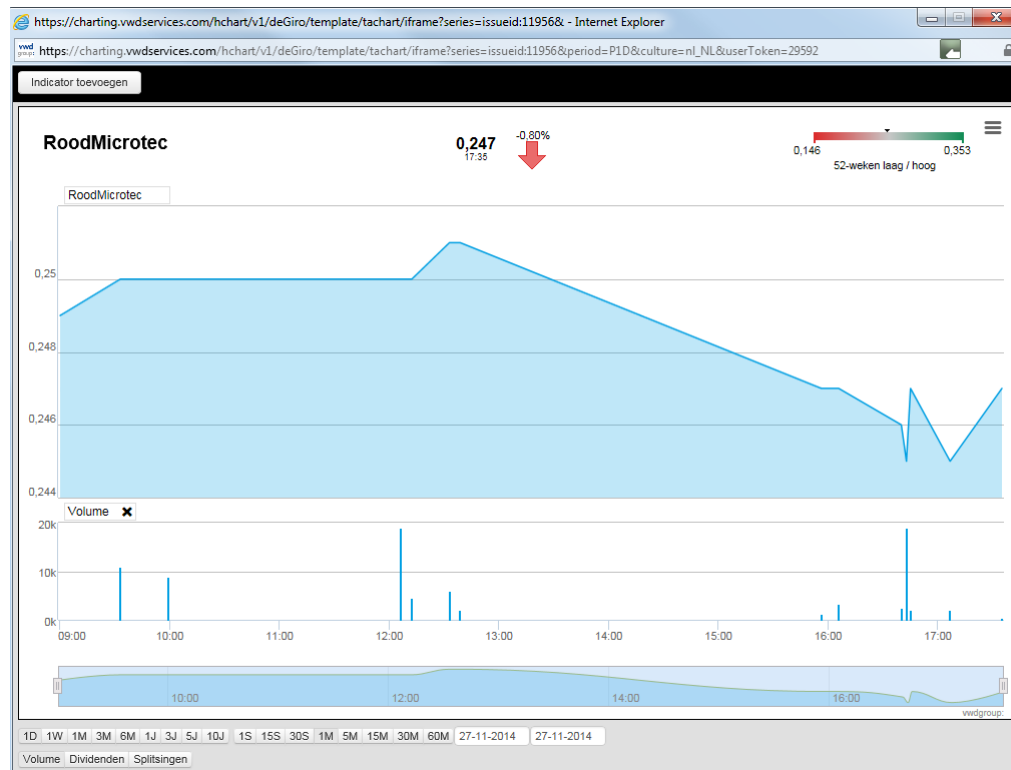 https://charting.vwdservices.com/hchart/v1/deGiro/template/tachart/iframe?series=issueid:11956& - Internet Explorer
vwd group: https://charting.vwdservices.com/hchart/v1/deGiro/template/tachart/iframe?series=issueid:11956&period=P1D&culture=nl_NL&userToken=29592
Indicator toevoegen
RoodMicrotec
0,247
17:35
-0,80%
0,146 0,353
52-weken laag / hoog
RoodMicrotec
0,25
0,248
0,246
0,244
Volume
20k
10k
0k
09:00 10:00 11:00 12:00 13:00 14:00 15:00 16:00 17:00
10:00 12:00 14:00 16:00
vwdgroup:
1D 1W 1M 3M 6M 1J 3J 5J 10J 1S 15S 30S 1M 5M 15M 30M 60M 27-11-2014 27-11-2014
Volume Dividenden Splitsingen